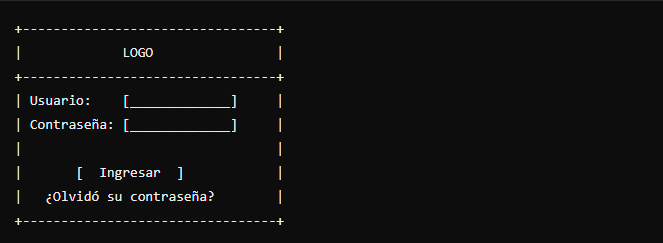 +---------------------------------+
|             LOGO                |
+---------------------------------+
| Usuario:    [_____________]     |
| Contraseña: [_____________]     |
|                                 |
|       [  Ingresar  ]            |
|   ¿Olvidó su contraseña?        |
+---------------------------------+